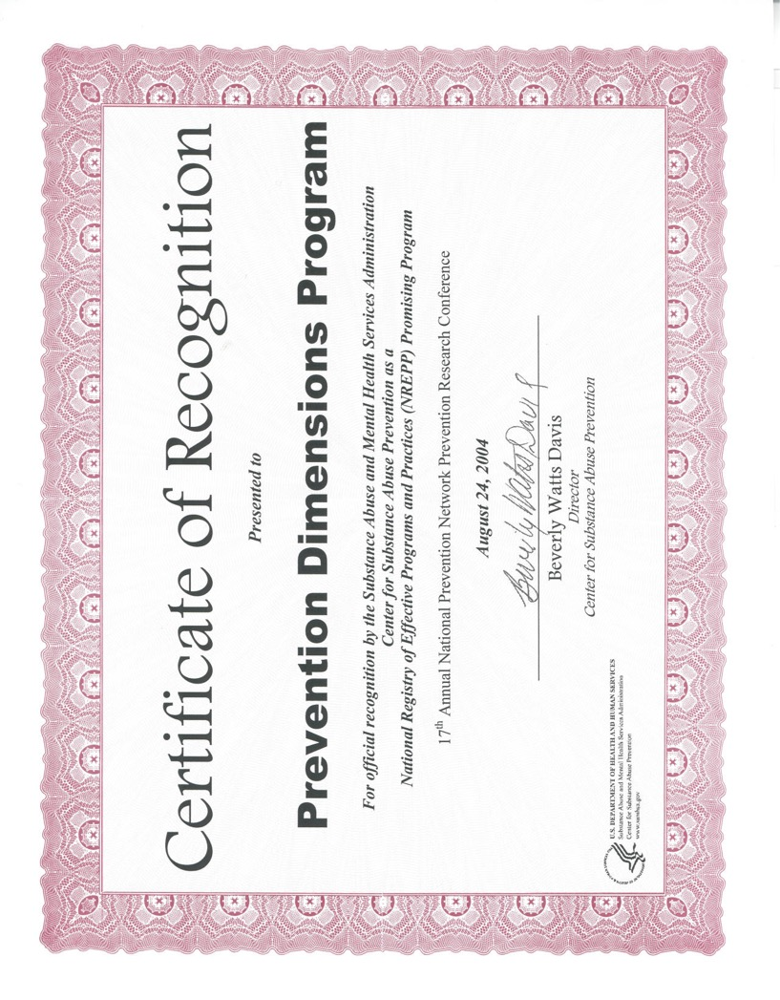 Certificate of Recognition
Presented to
Prevention Dimensions Program
For official recognition by the Substance Abuse and Mental Health Services Administration
Center for Substance Abuse Prevention as a
National Registry of Effective Programs and Practices (NREPP) Promising Program
17th Annual National Prevention Network Prevention Research Conference
August 24, 2004
Beverly Watts Davis
Beverly Watts Davis
Director
Center for Substance Abuse Prevention
U.S. DEPARTMENT OF HEALTH AND HUMAN SERVICES
Substance Abuse and Mental Health Services Administration
Center for Substance Abuse Prevention
www.samhsa.gov